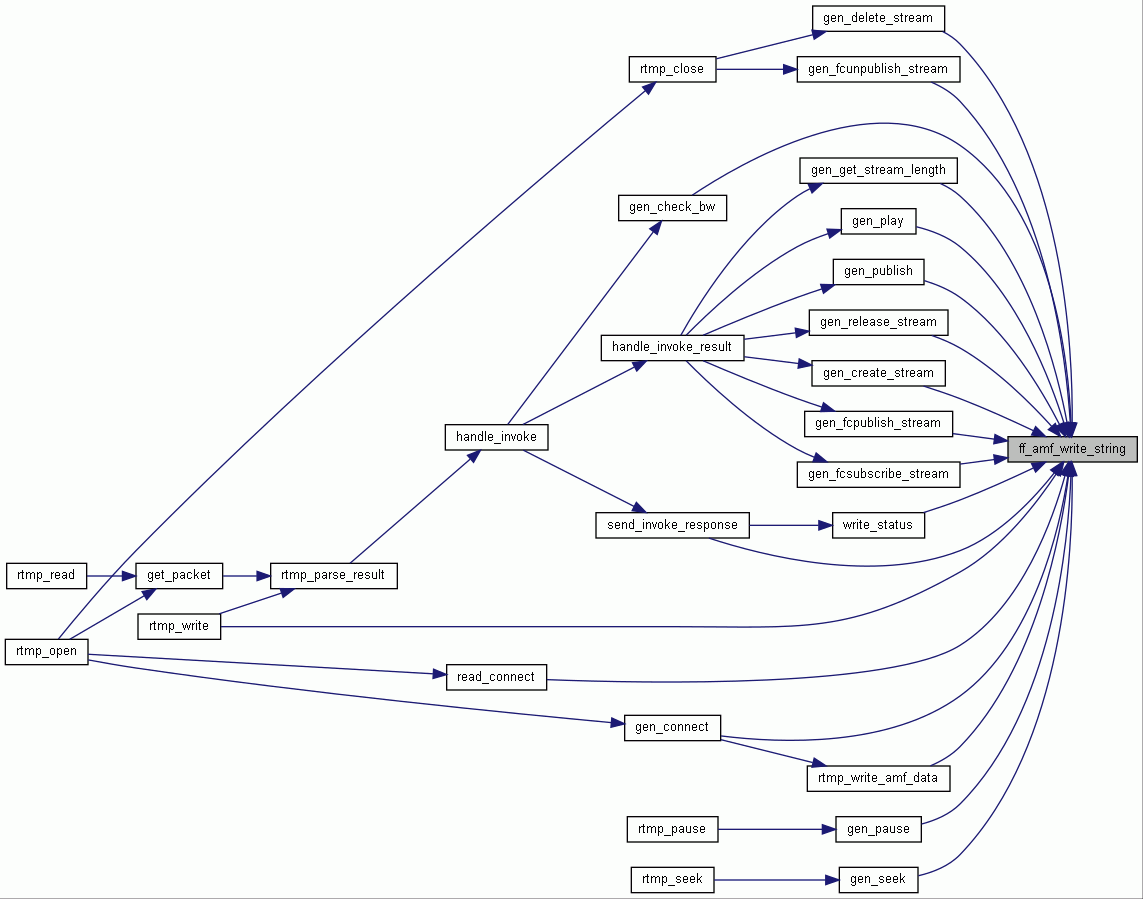 gen_delete_stream
rtmp_close
gen_fcunpublish_stream
gen_get_stream_length
gen_check_bw
gen_play
gen_publish
gen_release_stream
handle_invoke_result
gen_create_stream
gen_fcpublish_stream
handle_invoke
ff_amf_write_string
gen_fcsubscribe_stream
send_invoke_response
write_status
rtmp_read
get_packet
rtmp_parse_result
rtmp_write
rtmp_open
read_connect
gen_connect
rtmp_write_amf_data
rtmp_pause
gen_pause
rtmp_seek
gen_seek